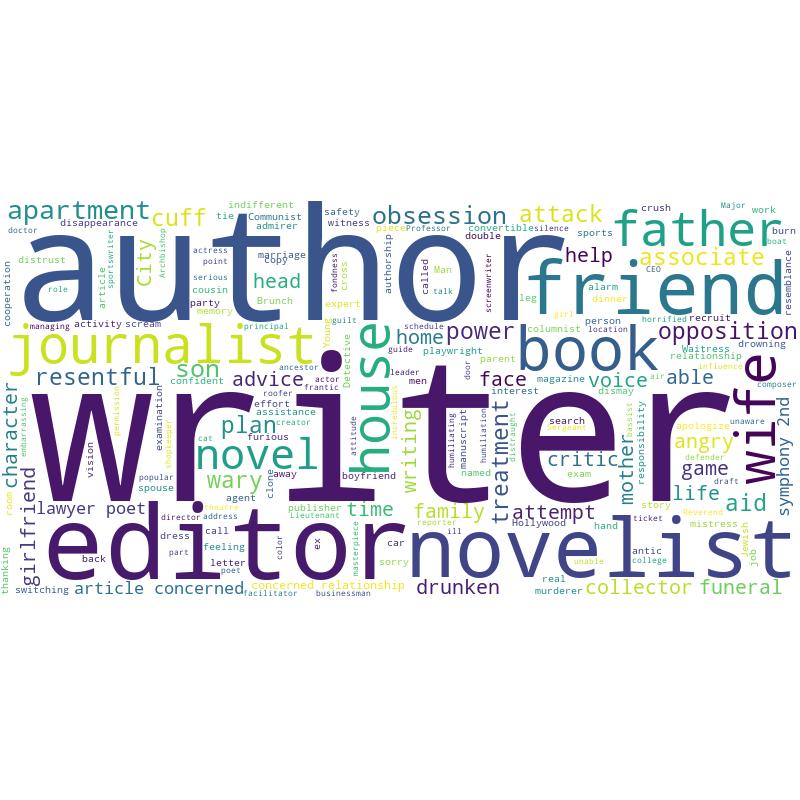 apartment
cuff
indifferent
tie
Communist
admirer
safety
witness
obsession
piece
Professor
convertible
silence
double
attack
sports
crush
Major
work
father
burn
boat
doctor
disappearance
distrust
author
help
associate
friend
resemblance
cooperation
role
article
sportswriter
City
Archbishop
actress
point
serious
cousin
memory
party
marriage
copy
head
Brunch
fondness
cross
expert
guilt
Young
authorship
called
Man
talk
screenwriter
leg
girl
alarm
dinner
CEO
horrified
recruit
managing
activity
scream
principal
journalist
ancestor
Detective
house
schedule
home
guide
power
playwright
columnist
person
location
book
opposition
Waitress
relationship
drowning
influence
resentful
son
confident
advice
actor
frantic
leader
men
face
parent
door
interest
magazine
voice
dismay
air
able
composer
wife
character
embarrassing
permission
examination
shopkeeper
writer
roofer
effort
assistance
creator
plan
furious
cat
novel
wary
clone
away
boyfriend
attitude
incredulous
writing
humiliating
manuscript
humiliation
named
treatment
distraught
search
Sergeant
critic
exam
mother
responsibility
bassist
apologize
angry
defender
game
draft
unaware
symphony 2nd
vision
popular
spouse
agent
girlfriend
room
lawyer poet
director
theatre
address
publisher
Lieutenant
time
family
reporter
attempt
Hollywood
hand
story
ticket
life
Reverend
mistress
aid
editor
novelist
dress
call
part
feeling
back
letter
poet
color
ex
masterpiece
car
sorry
ill
unable
antic
college
Jewish
job
real
murderer
thanking
switching
article concerned
facilitator
concerned relationship
businessman
drunken
collector
funeral